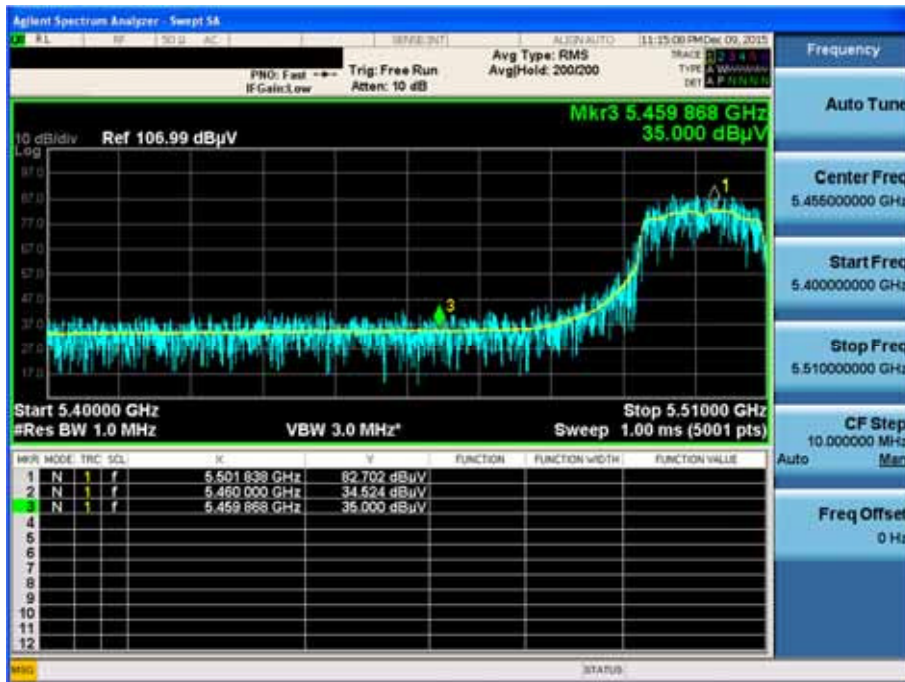 Agilent Spectrum Analyzer - Swept SA
RL RF 50 Ω AC SENSE:INT ALIGN AUTO 11:15:00 PM Dec 09, 2015
Frequency
PNO: Fast
IFGain:Low
Trig: Free Run
Atten: 10 dB
Avg Type: RMS
Avg|Hold: 200/200
TRACE 1 2 3 4 5 6
TYPE A W
DET A P N N N N
Mkr3 5.459 868 GHz
35.000 dBµV
10 dB/div Ref 106.99 dBµV
Log
97.0
87.0
77.0
67.0
57.0
47.0
37.0
27.0
17.0
1
3
Start 5.40000 GHz Stop 5.51000 GHz
#Res BW 1.0 MHz VBW 3.0 MHz* Sweep 1.00 ms (5001 pts)
MKR MODE TRC SCL X Y FUNCTION FUNCTION WIDTH FUNCTION VALUE
1 N 1 f 5.501 838 GHz 82.702 dBµV
2 N 1 f 5.460 000 GHz 34.524 dBµV
3 N 1 f 5.459 868 GHz 35.000 dBµV
4
5
6
7
8
9
10
11
12
MSG STATUS
Auto Tune
Center Freq
5.455000000 GHz
Start Freq
5.400000000 GHz
Stop Freq
5.510000000 GHz
CF Step
10.000000 MHz
Auto Man
Freq Offset
0 Hz